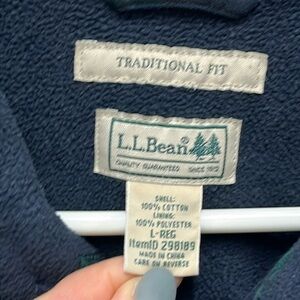 TRADITIONAL FIT
L.L.Bean®
QUALITY GUARANTEED SINCE 1912
SHELL:
100% COTTON
LINING:
100% POLYESTER
L-REG
ItemID 298189
MADE IN CHINA
CARE ON REVERSE